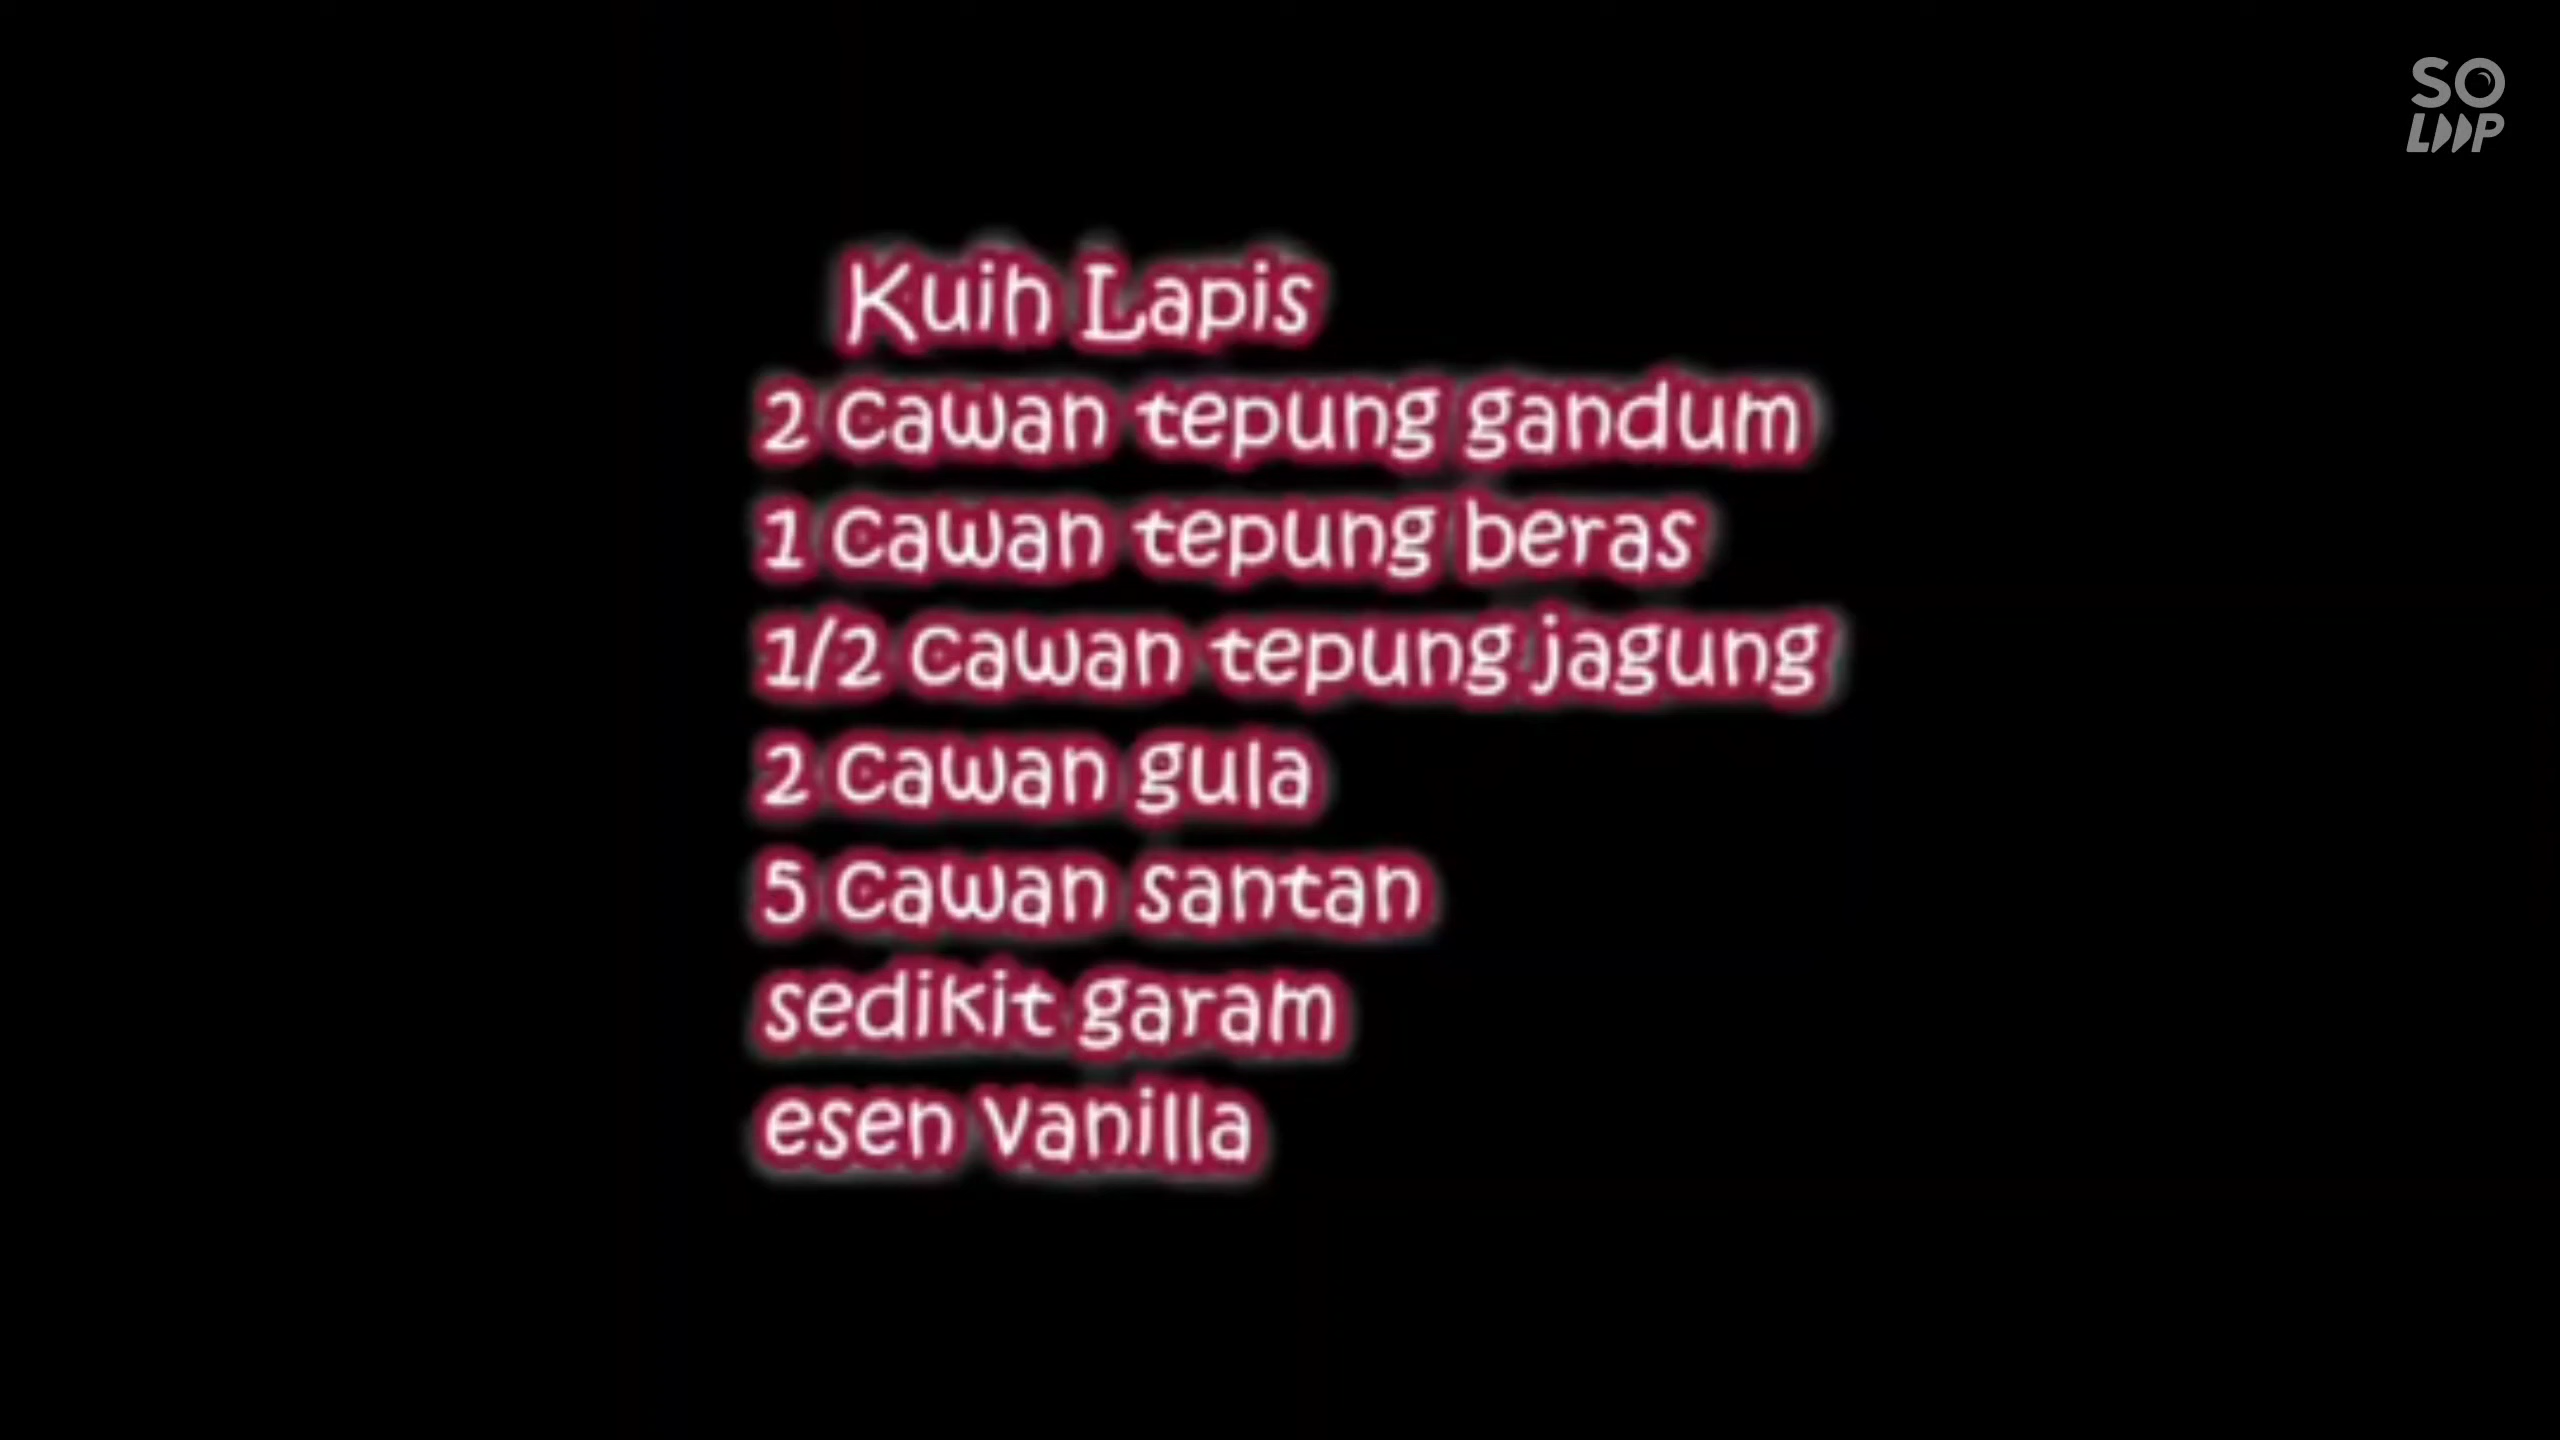 SO
LOOP
Kuih Lapis
2 cawan tepung gandum
1 cawan tepung beras
1/2 cawan tepung jagung
2 cawan gula
5 cawan santan
sedikit garam
esen vanilla